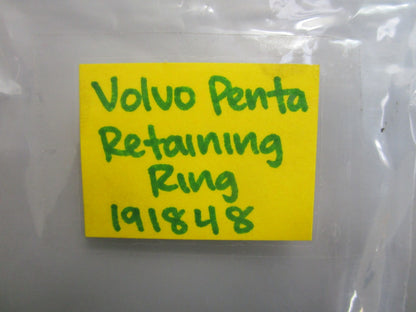 Volvo Penta
Retaining
Ring
191848